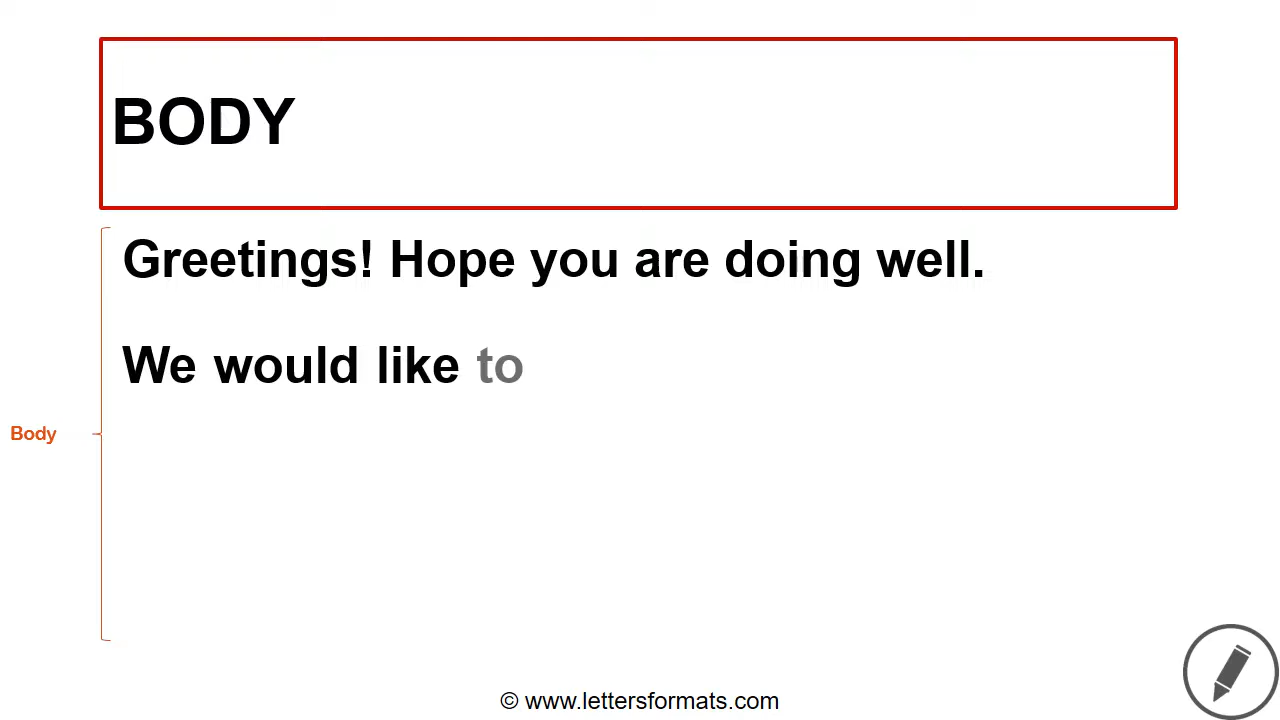 BODY
Greetings! Hope you are doing well.
We would like to
Body
© www.lettersformats.com